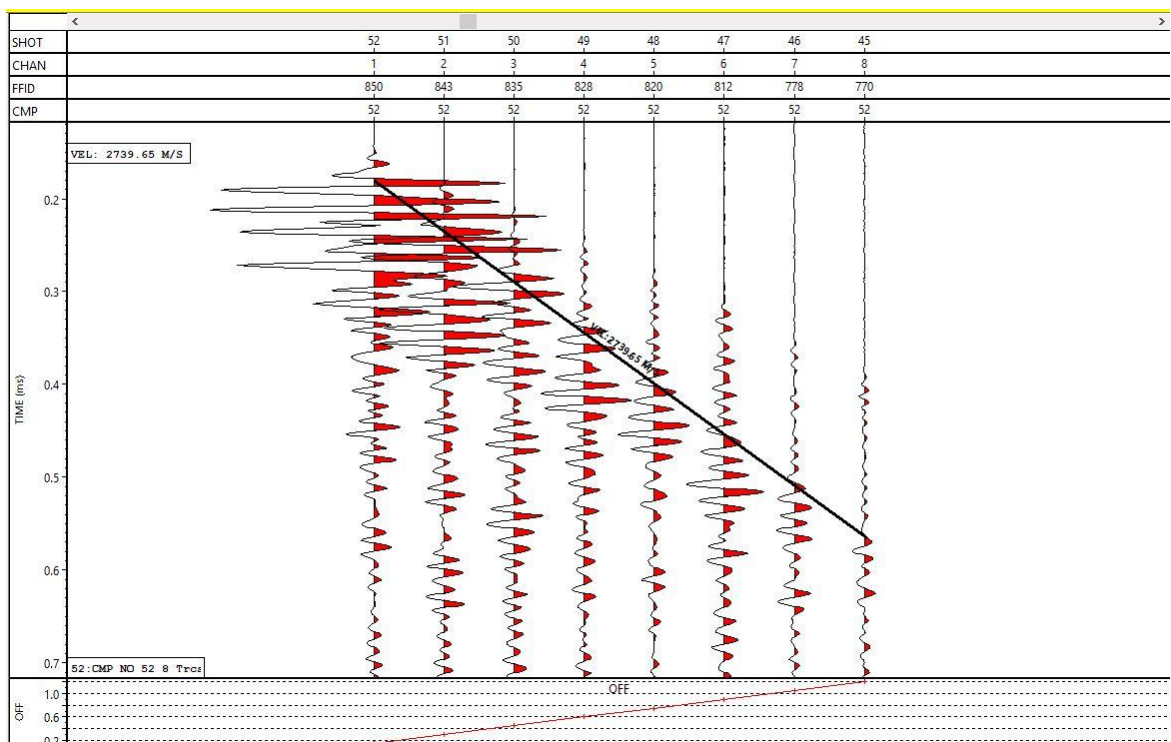 SHOT 52 51 50 49 48 47 46 45
CHAN 1 2 3 4 5 6 7 8
FFID 850 843 835 828 820 812 778 770
CMP 52 52 52 52 52 52 52 52
VEL: 2739.65 M/S
0.2
0.3
VEL:2739.65 M/
0.4
TIME (ms)
0.5
0.6
0.7
52:CMP NO 52 8 Trcs
OFF
1.0
OFF
0.6
0.2